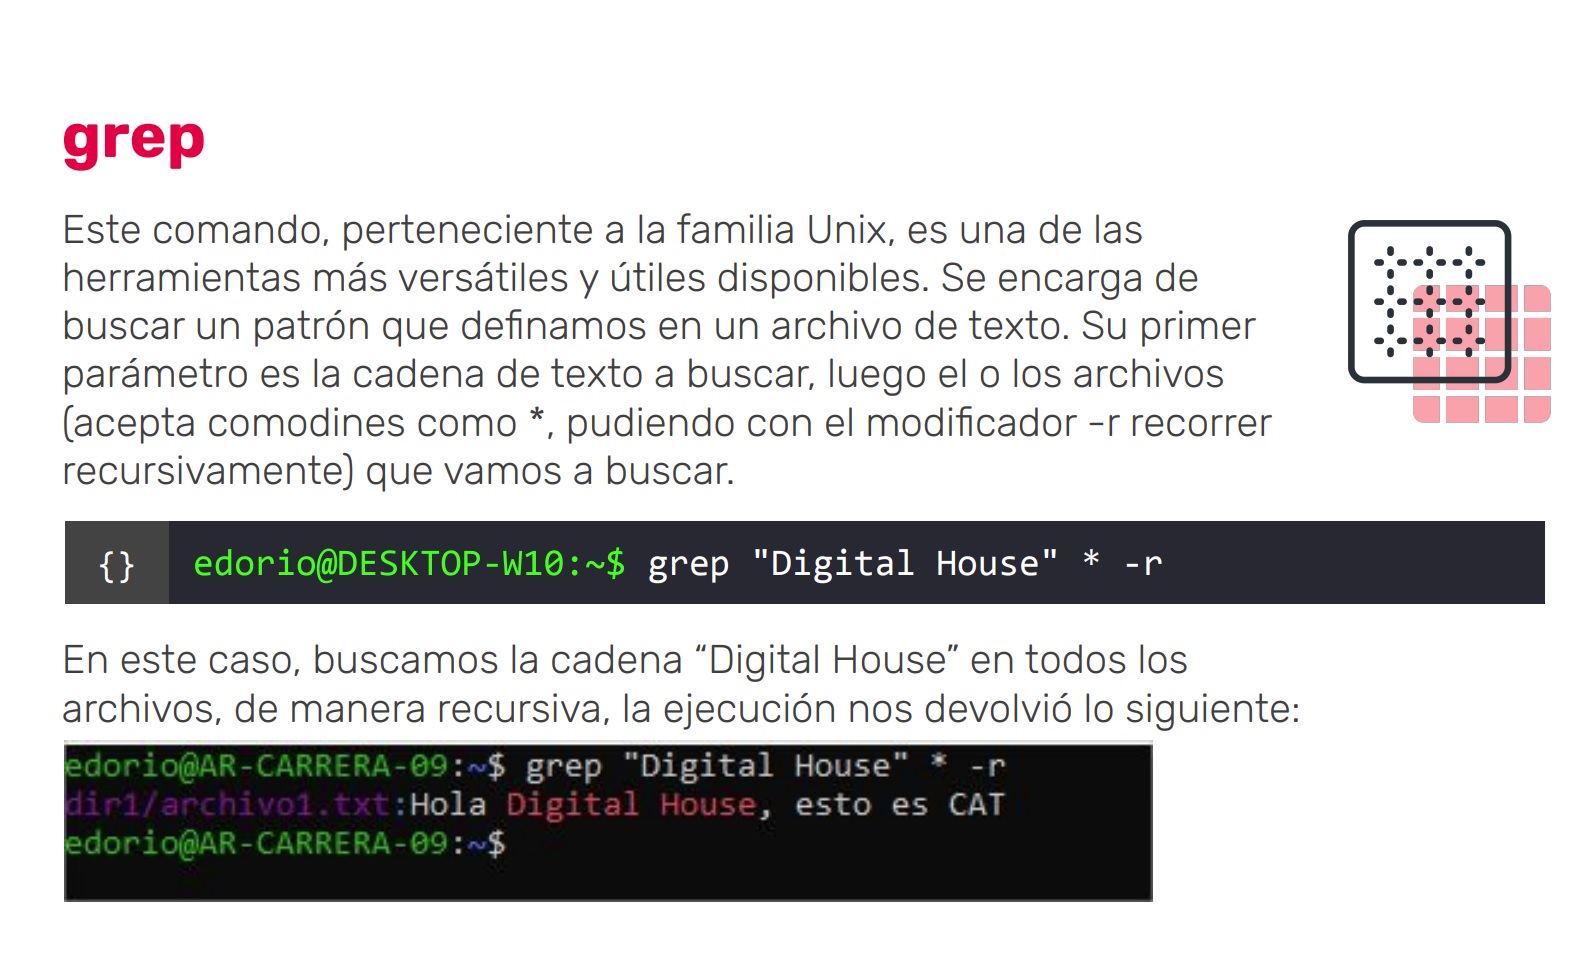 grep
Este comando, perteneciente a la familia Unix, es una de las
herramientas más versátiles y útiles disponibles. Se encarga de
buscar un patrón que definamos en un archivo de texto. Su primer
parámetro es la cadena de texto a buscar, luego el o los archivos
(acepta comodines como *, pudiendo con el modificador -r recorrer
recursivamente) que vamos a buscar.
{} edorio@DESKTOP-W10:~$ grep "Digital House" * -r
En este caso, buscamos la cadena “Digital House” en todos los
archivos, de manera recursiva, la ejecución nos devolvió lo siguiente:
edorio@AR-CARRERA-09:~$ grep "Digital House" * -r
dir1/archivo1.txt:Hola Digital House, esto es CAT
edorio@AR-CARRERA-09:~$